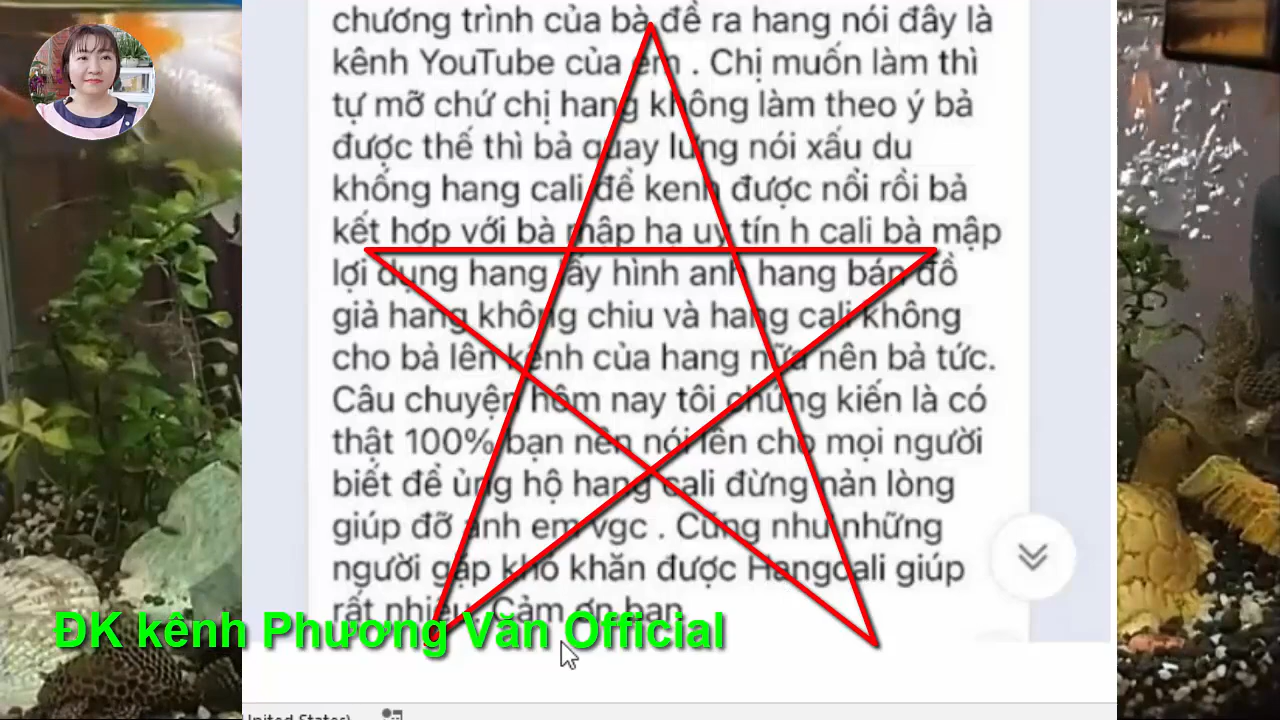 chương trình của bà để ra hang nói đây là
kênh YouTube của em . Chị muốn làm thì
tự mỡ chứ chị hang không làm theo ý bả
được thế thì bả quay lưng nói xấu du
khống hang cali để kenh được nổi rồi bả
kết hợp với bà mập hạ uy tín h cali bà mập
lợi dụng hang lấy hình anh hang bán đồ
giả hang không chiu và hang cali không
cho bả lên kênh của hang nữa nên bả tức.
Câu chuyện hôm nay tôi chứng kiến là có
thật 100% bạn nên nói lên cho mọi người
biết để ủng hộ hang cali đừng nản lòng
giúp đỡ anh em vgc . Cũng như những
người gặp khó khăn được Hangcali giúp
rất nhiều. Cảm ơn bạn
ĐK kênh Phương Văn Official
United States)